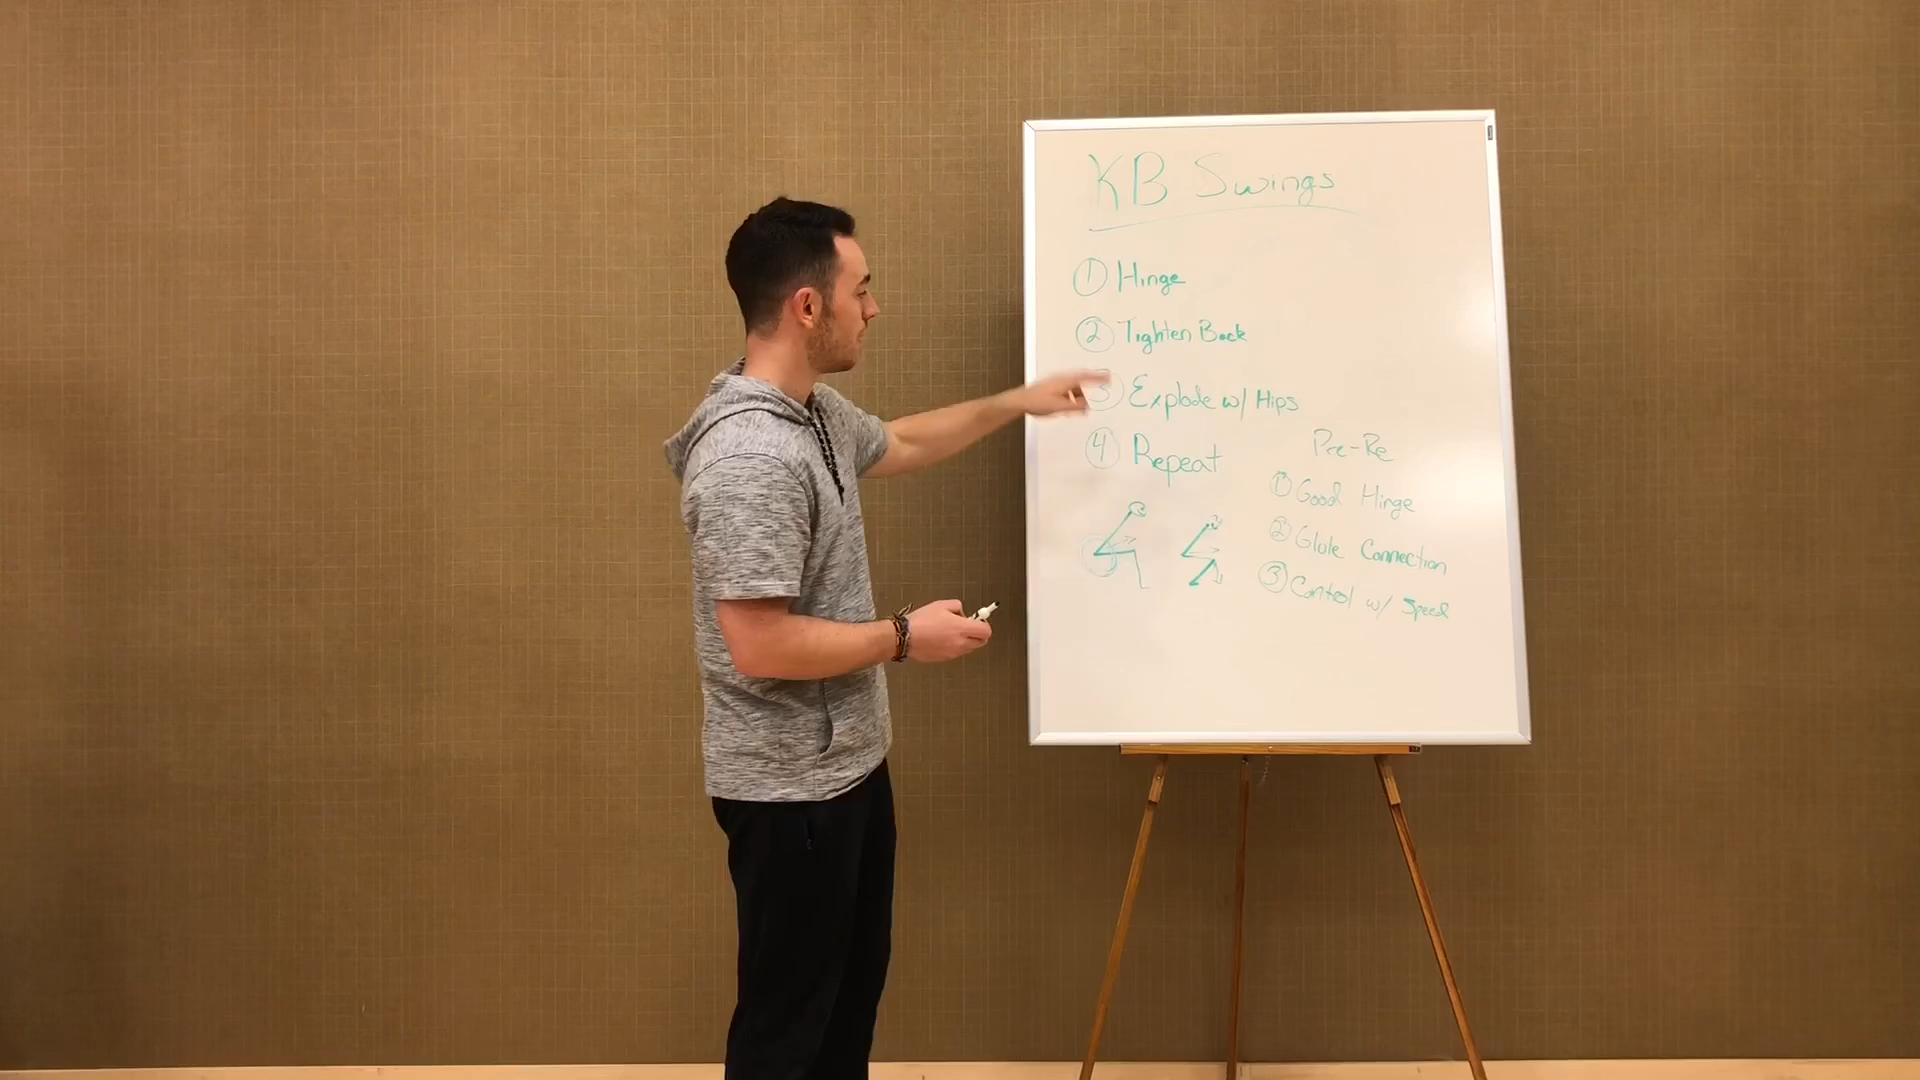 KB Swings
① Hinge
② Tighten Back
③ Explode w/ Hips
④ Repeat
Pre-Re
① Good Hinge
② Glute Connection
③ Control w/ Speed